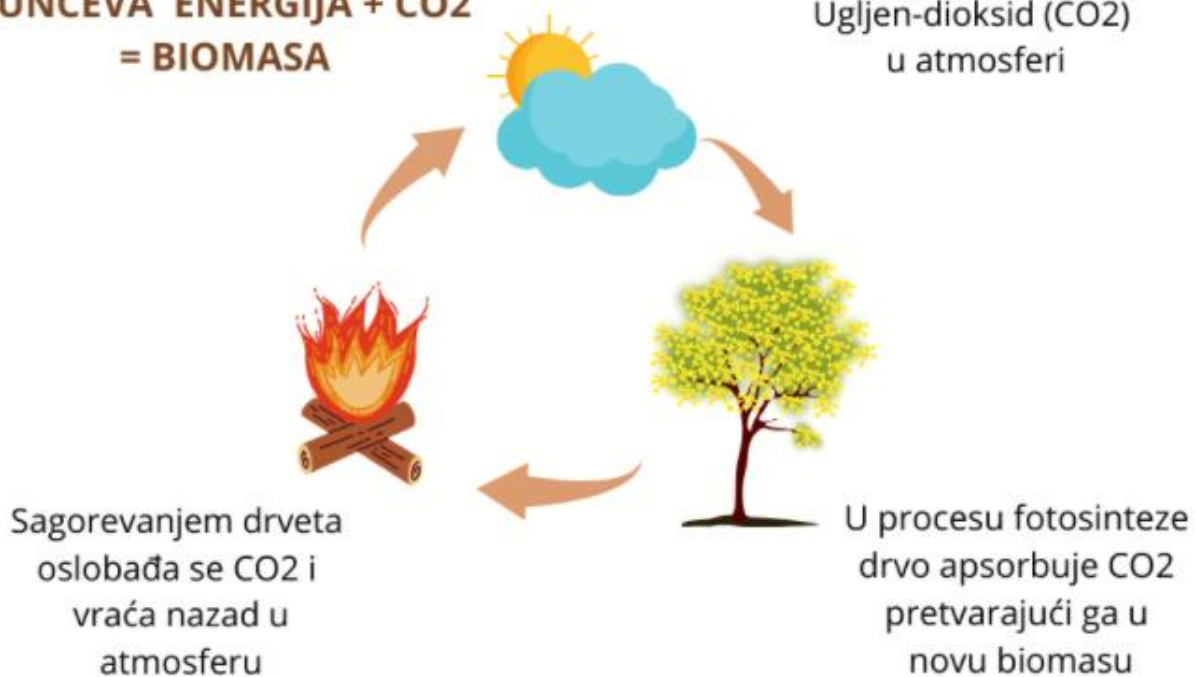 UNČEVA ENERGIJA + CO2
= BIOMASA
Ugljen-dioksid (CO2)
u atmosferi
Sagorevanjem drveta
oslobađa se CO2 i
vraća nazad u
atmosferu
U procesu fotosinteze
drvo apsorbuje CO2
pretvarajući ga u
novu biomasu